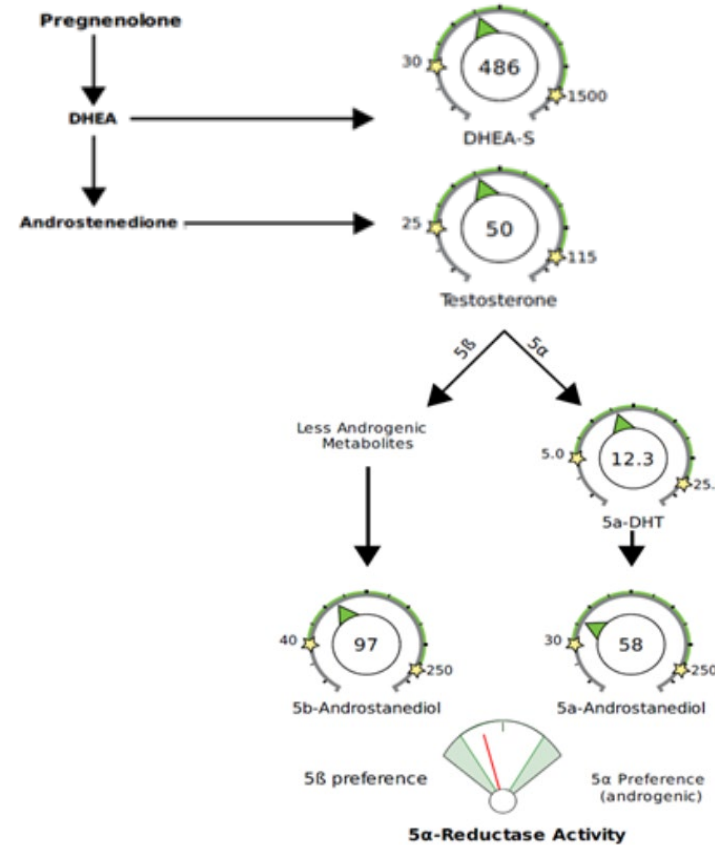 Pregnenolone
486
30
1500
DHEA
DHEA-S
Androstenedione
25
50
115
Testosterone
5ß
5α
Less Androgenic
Metabolites
5.0
12.3
25.
5a-DHT
40
97
250
30
58
250
5b-Androstanediol
5a-Androstanediol
5ß preference
5α Preference
(androgenic)
5α-Reductase Activity